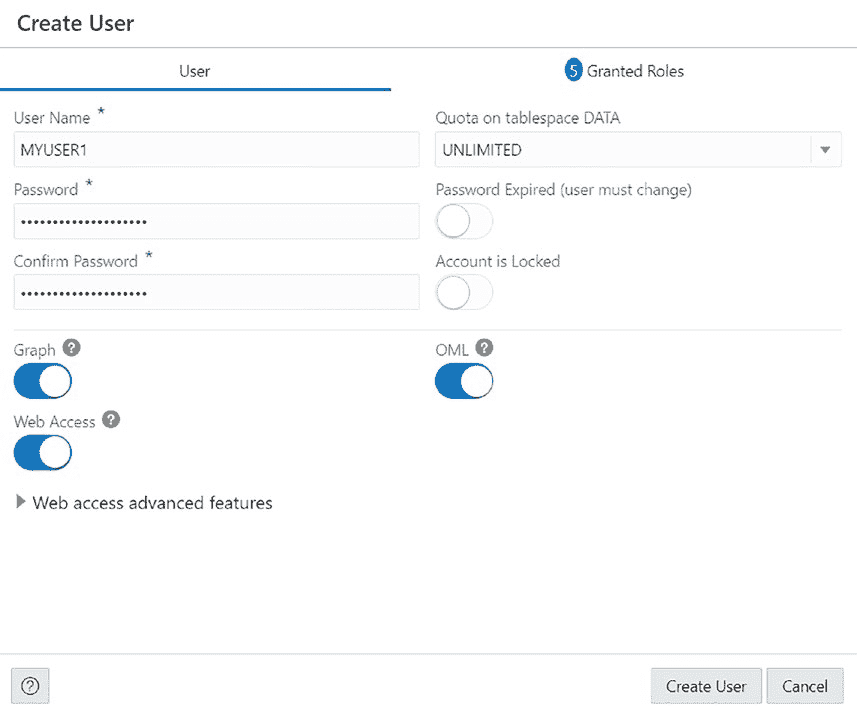 Create User
User
5 Granted Roles
User Name *
Quota on tablespace DATA
MYUSER1
UNLIMITED
Password *
Password Expired (user must change)
••••••••••••••••••••
Confirm Password *
Account is Locked
••••••••••••••••••••
Graph ?
OML ?
Web Access ?
Web access advanced features
?
Create User
Cancel